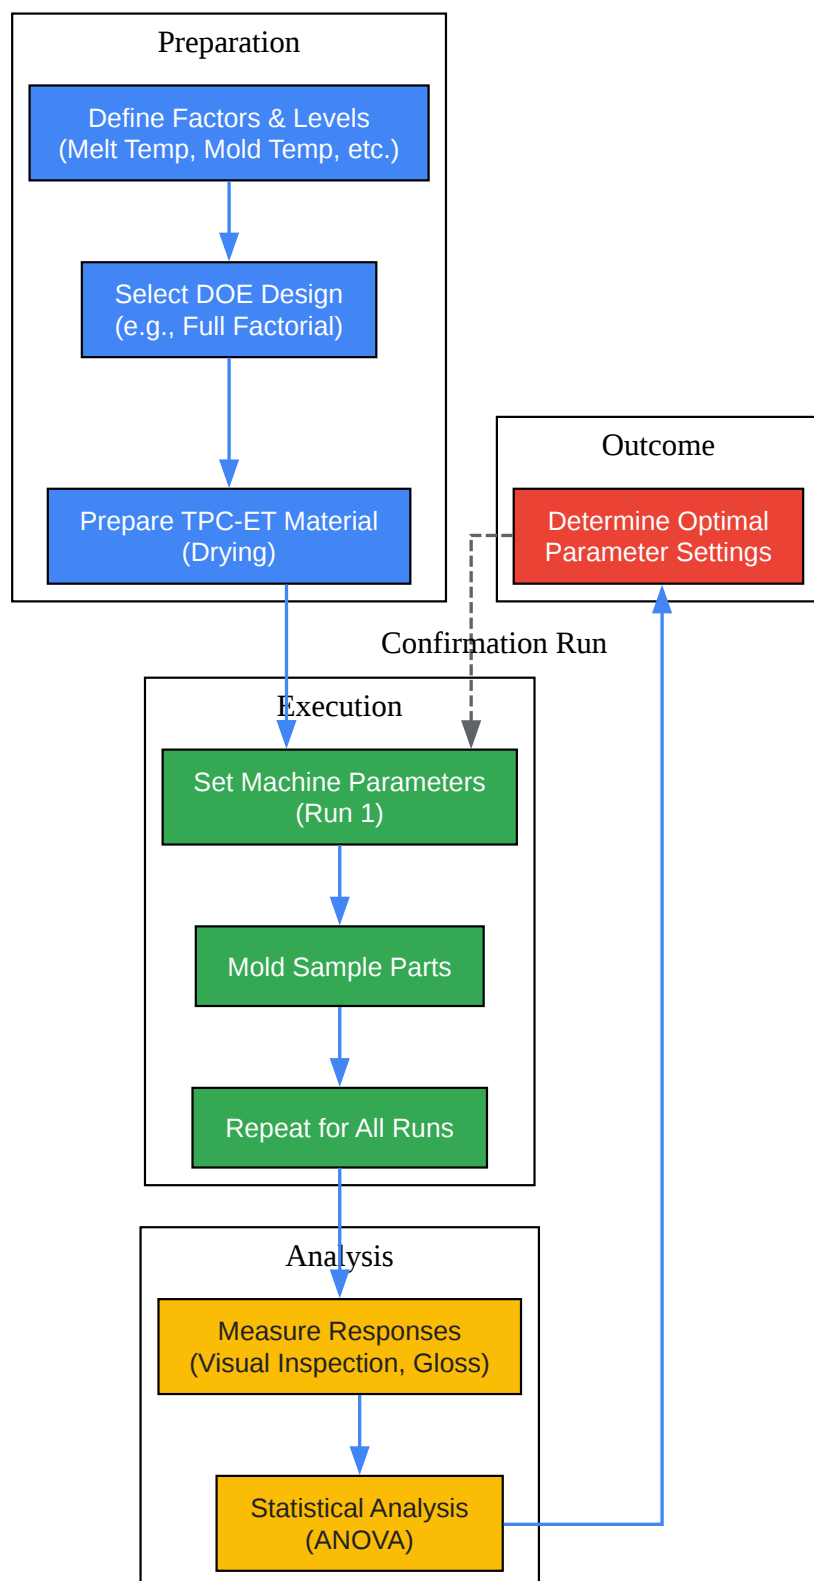 Preparation
Define Factors & Levels
(Melt Temp, Mold Temp, etc.)
Select DOE Design
(e.g., Full Factorial)
Prepare TPC-ET Material
(Drying)
Outcome
Determine Optimal
Parameter Settings
Confirmation Run
Execution
Set Machine Parameters
(Run 1)
Mold Sample Parts
Repeat for All Runs
Analysis
Measure Responses
(Visual Inspection, Gloss)
Statistical Analysis
(ANOVA)